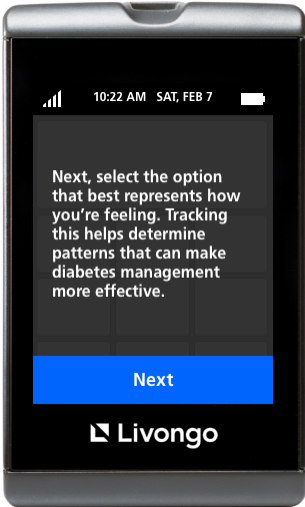 10:22 AM SAT, FEB 7
Next, select the option
that best represents how
you’re feeling. Tracking
this helps determine
patterns that can make
diabetes management
more effective.
Next
Livongo